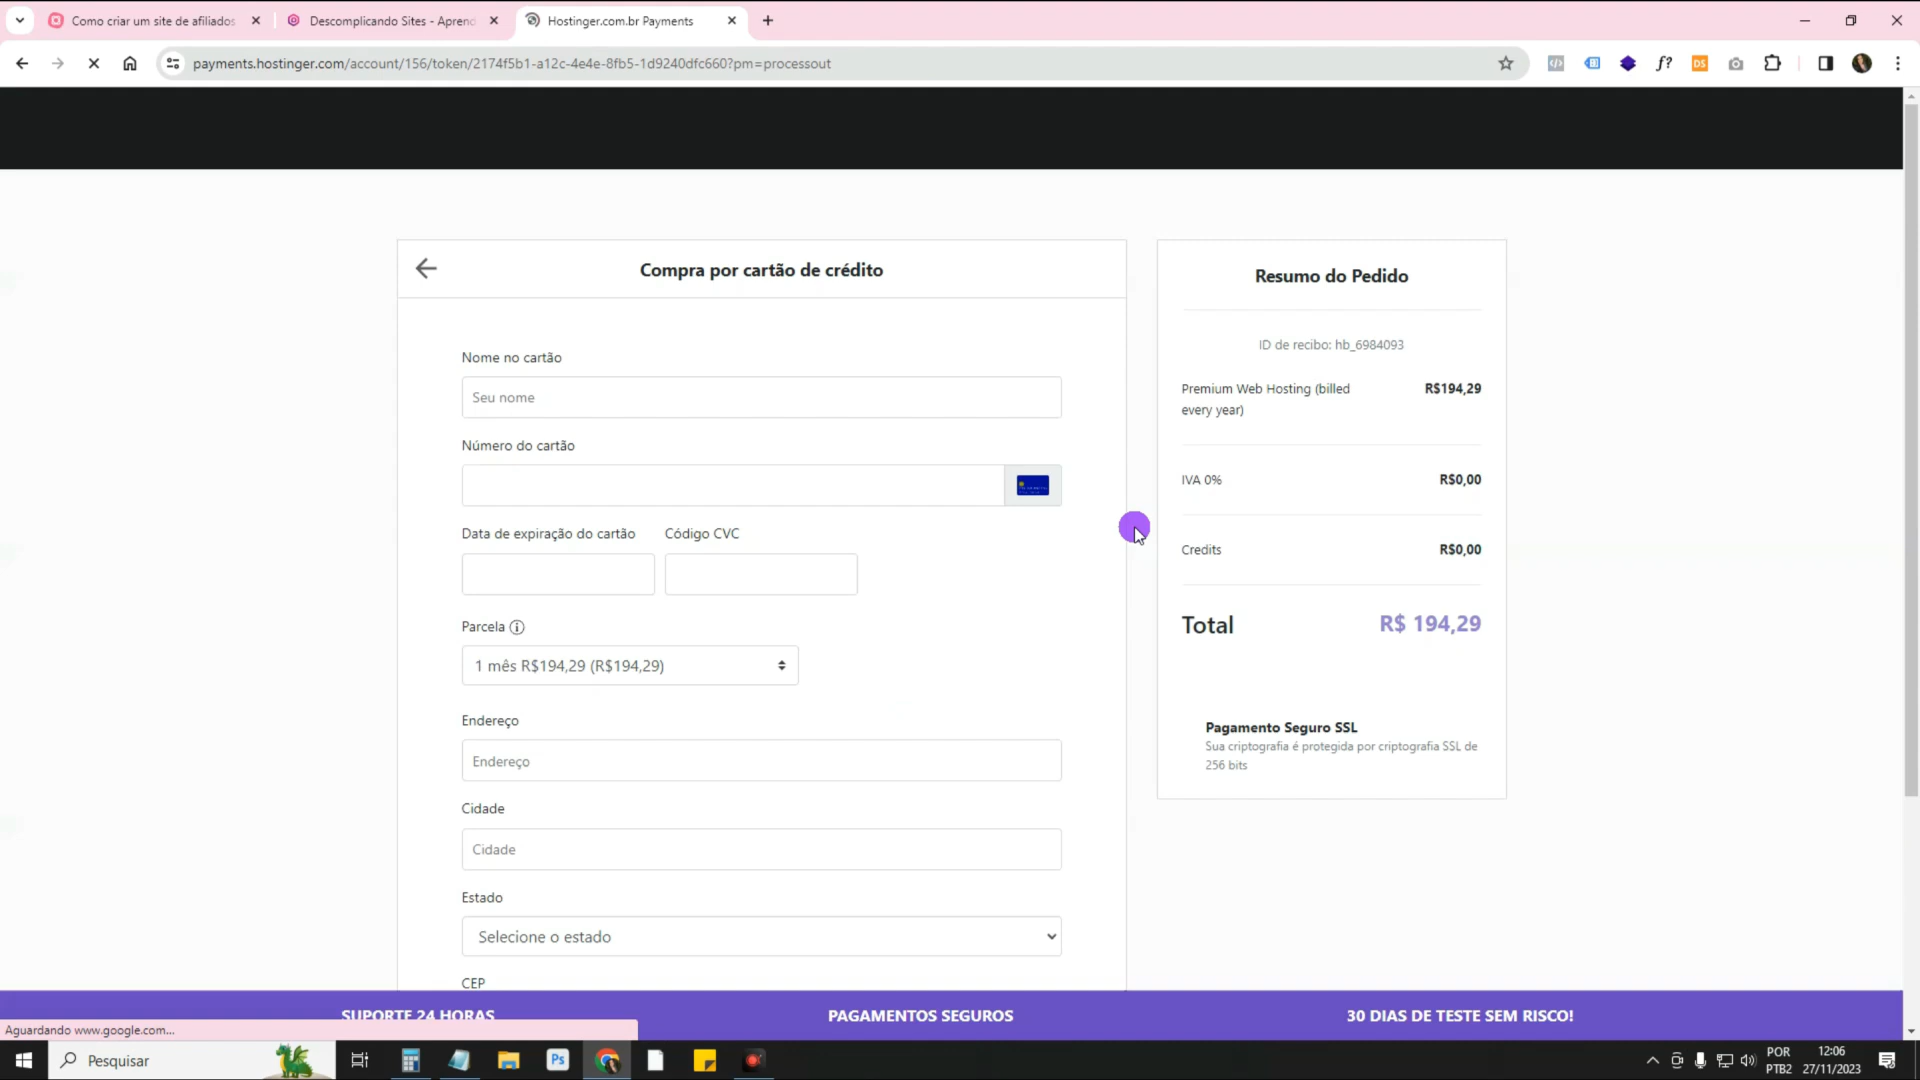 Como criar um site de afiliados
Descomplicando Sites - Apren
Hostinger.com.br Payments
payments.hostinger.com/account/156/token/2174f5b1-a12c-4e4e-8fb5-1d9240dfc660?pm=processout
f?
DS
Compra por cartão de crédito
Nome no cartão
Seu nome
Número do cartão
Data de expiração do cartão
Código CVC
Parcela
1 mês R$194,29 (R$194,29)
Endereço
Endereço
Cidade
Cidade
Estado
Selecione o estado
CEP
Resumo do Pedido
ID de recibo: hb_6984093
Premium Web Hosting (billed R$194,29
every year)
IVA 0% R$0,00
Credits R$0,00
Total R$ 194,29
Pagamento Seguro SSL
Sua criptografia é protegida por criptografia SSL de
256 bits
SUPORTE 24 HORAS
PAGAMENTOS SEGUROS
30 DIAS DE TESTE SEM RISCO!
Aguardando www.google.com...
Pesquisar
Ps
POR
PTB2
12:06
27/11/2023